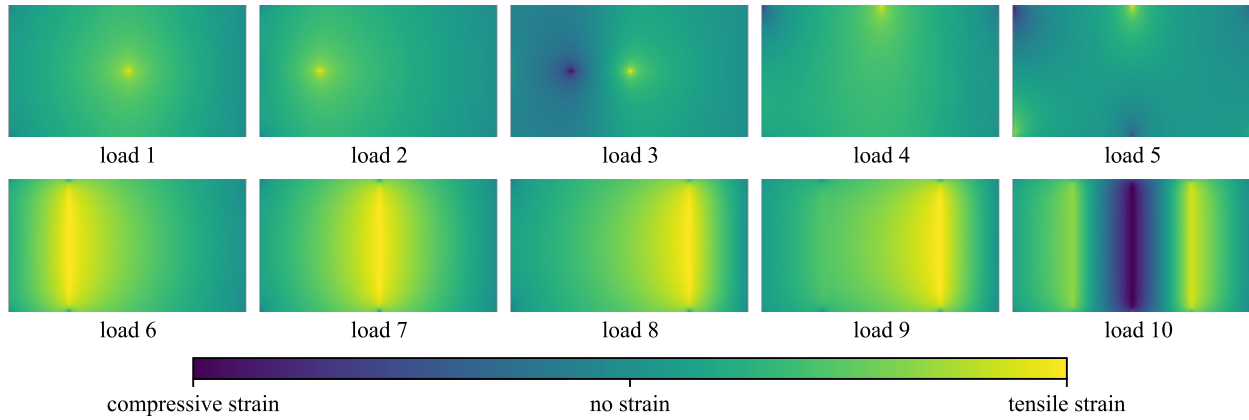 load 1
load 2
load 3
load 4
load 5
load 6
load 7
load 8
load 9
load 10
compressive strain
no strain
tensile strain